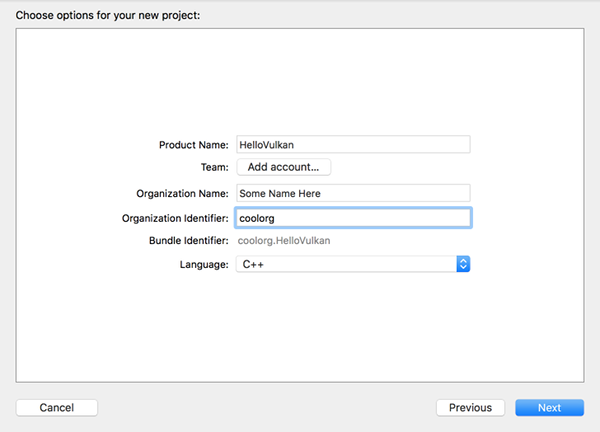 Choose options for your new project:
Product Name: HelloVulkan
Team: Add account...
Organization Name: Some Name Here
Organization Identifier: coolorg
Bundle Identifier: coolorg.HelloVulkan
Language: C++
Cancel Previous Next